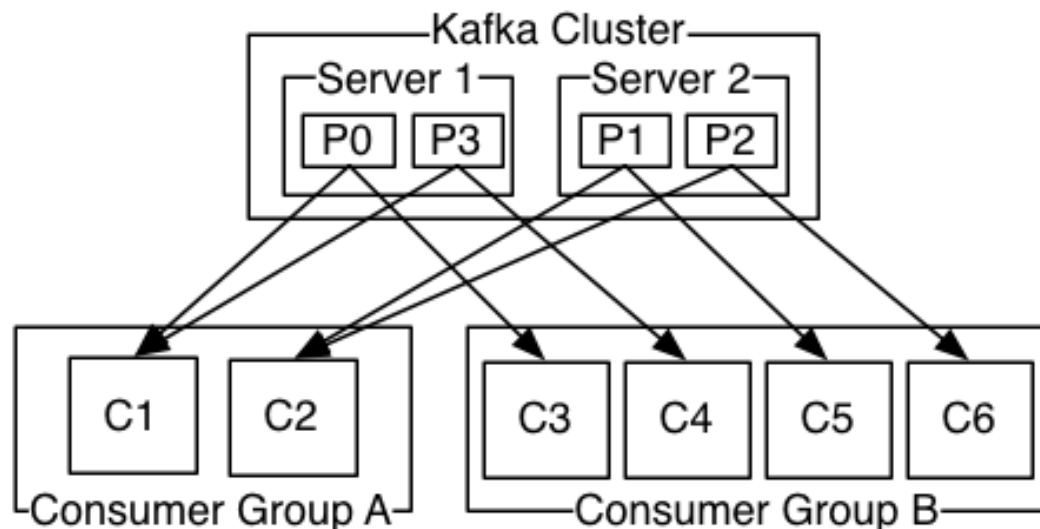 Kafka Cluster
Server 1 Server 2
P0 P3 P1 P2
C1 C2 C3 C4 C5 C6
Consumer Group A Consumer Group B